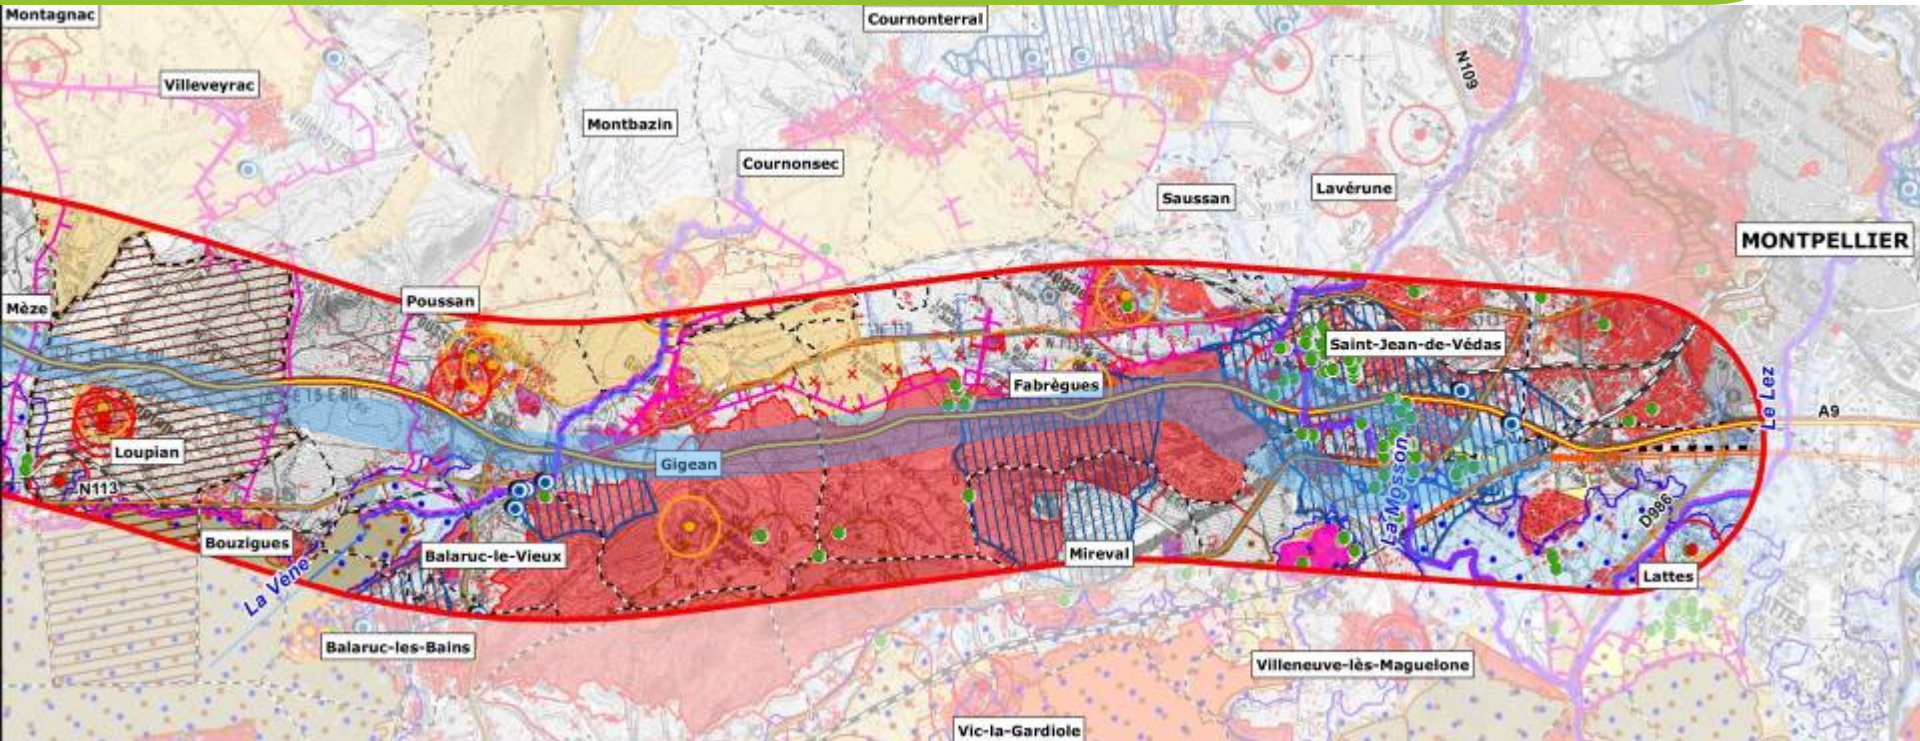 Montagnac
Cournonterral
N109
Villeveyrac
Montbazin
Cournonsec
Saussan
Lavérune
MONTPELLIER
Mèze
Poussan
Saint-Jean-de-Védas
Fabrègues
Le Lez
A9
Loupian
Gigean
N113
La Mosson
D986
Bouzigues
Balaruc-le-Vieux
Mireval
Lattes
La Vène
Balaruc-les-Bains
Villeneuve-lès-Maguelone
Vic-la-Gardiole